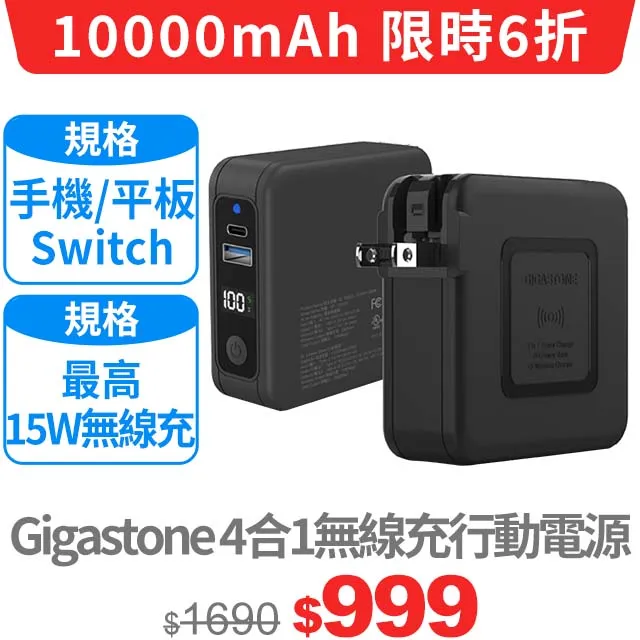 10000mAh 限時6折
規格
手機/平板
Switch
規格
最高
15W無線充
100
GIGASTONE
Gigastone 4合1無線充行動電源
$1690 $999